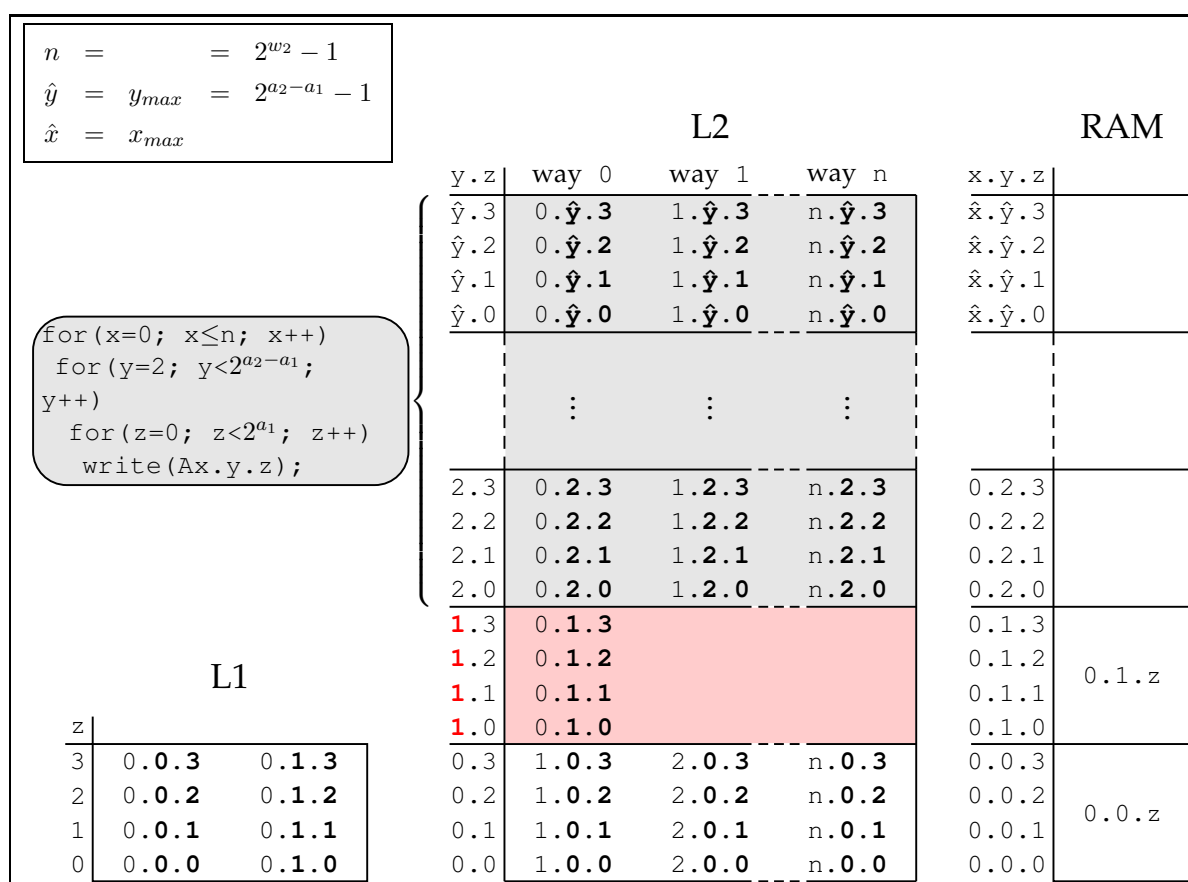 n = = 2^{w_2} − 1
ŷ = y_{max} = 2^{a_2−a_1} − 1
x̂ = x_{max}
L2 RAM
y.z way 0 way 1 way n x.y.z
ŷ.3 0.ŷ.3 1.ŷ.3 n.ŷ.3 x̂.ŷ.3
ŷ.2 0.ŷ.2 1.ŷ.2 n.ŷ.2 x̂.ŷ.2
ŷ.1 0.ŷ.1 1.ŷ.1 n.ŷ.1 x̂.ŷ.1
ŷ.0 0.ŷ.0 1.ŷ.0 n.ŷ.0 x̂.ŷ.0
for(x=0; x≤n; x++)
for(y=2; y<2^{a_2−a_1};
y++)
for(z=0; z<2^{a_1}; z++)
write(Ax.y.z);
⋮ ⋮ ⋮
2.3 0.2.3 1.2.3 n.2.3 0.2.3
2.2 0.2.2 1.2.2 n.2.2 0.2.2
2.1 0.2.1 1.2.1 n.2.1 0.2.1
2.0 0.2.0 1.2.0 n.2.0 0.2.0
1.3 0.1.3 0.1.3
1.2 0.1.2 0.1.2
0.1.z
1.1 0.1.1 0.1.1
1.0 0.1.0 0.1.0
L1
z
3 0.0.3 0.1.3 0.3 1.0.3 2.0.3 n.0.3 0.0.3
2 0.0.2 0.1.2 0.2 1.0.2 2.0.2 n.0.2 0.0.2
0.0.z
1 0.0.1 0.1.1 0.1 1.0.1 2.0.1 n.0.1 0.0.1
0 0.0.0 0.1.0 0.0 1.0.0 2.0.0 n.0.0 0.0.0